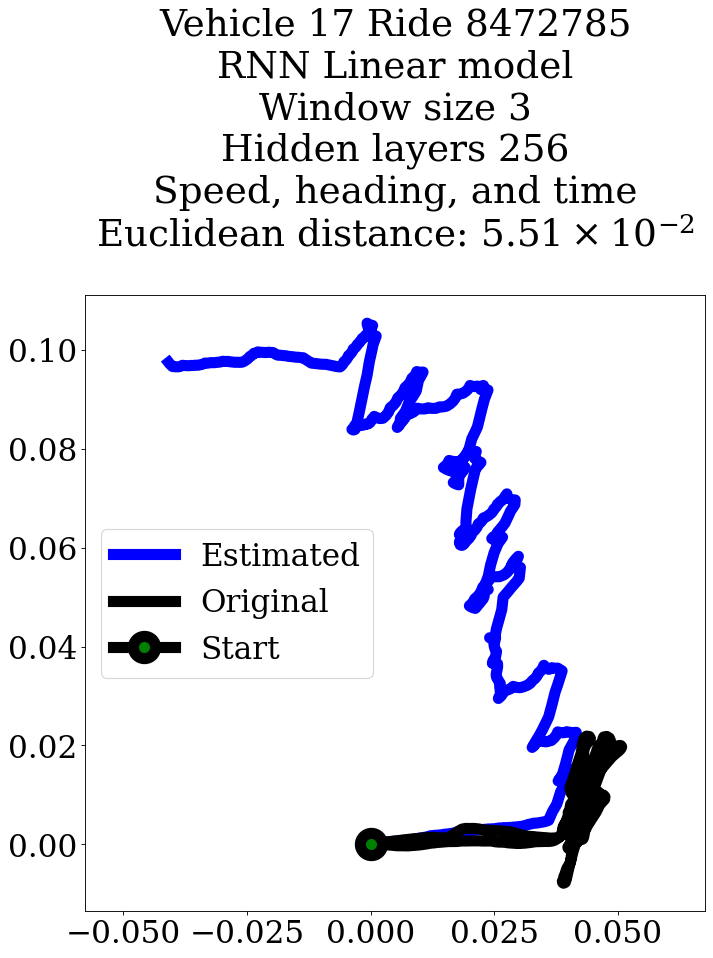 Vehicle 17 Ride 8472785
RNN Linear model
Window size 3
Hidden layers 256
Speed, heading, and time
Euclidean distance: 5.51 × 10⁻²
0.10
0.08
0.06
0.04
0.02
0.00
Estimated
Original
Start
−0.050
−0.025
0.000
0.025
0.050